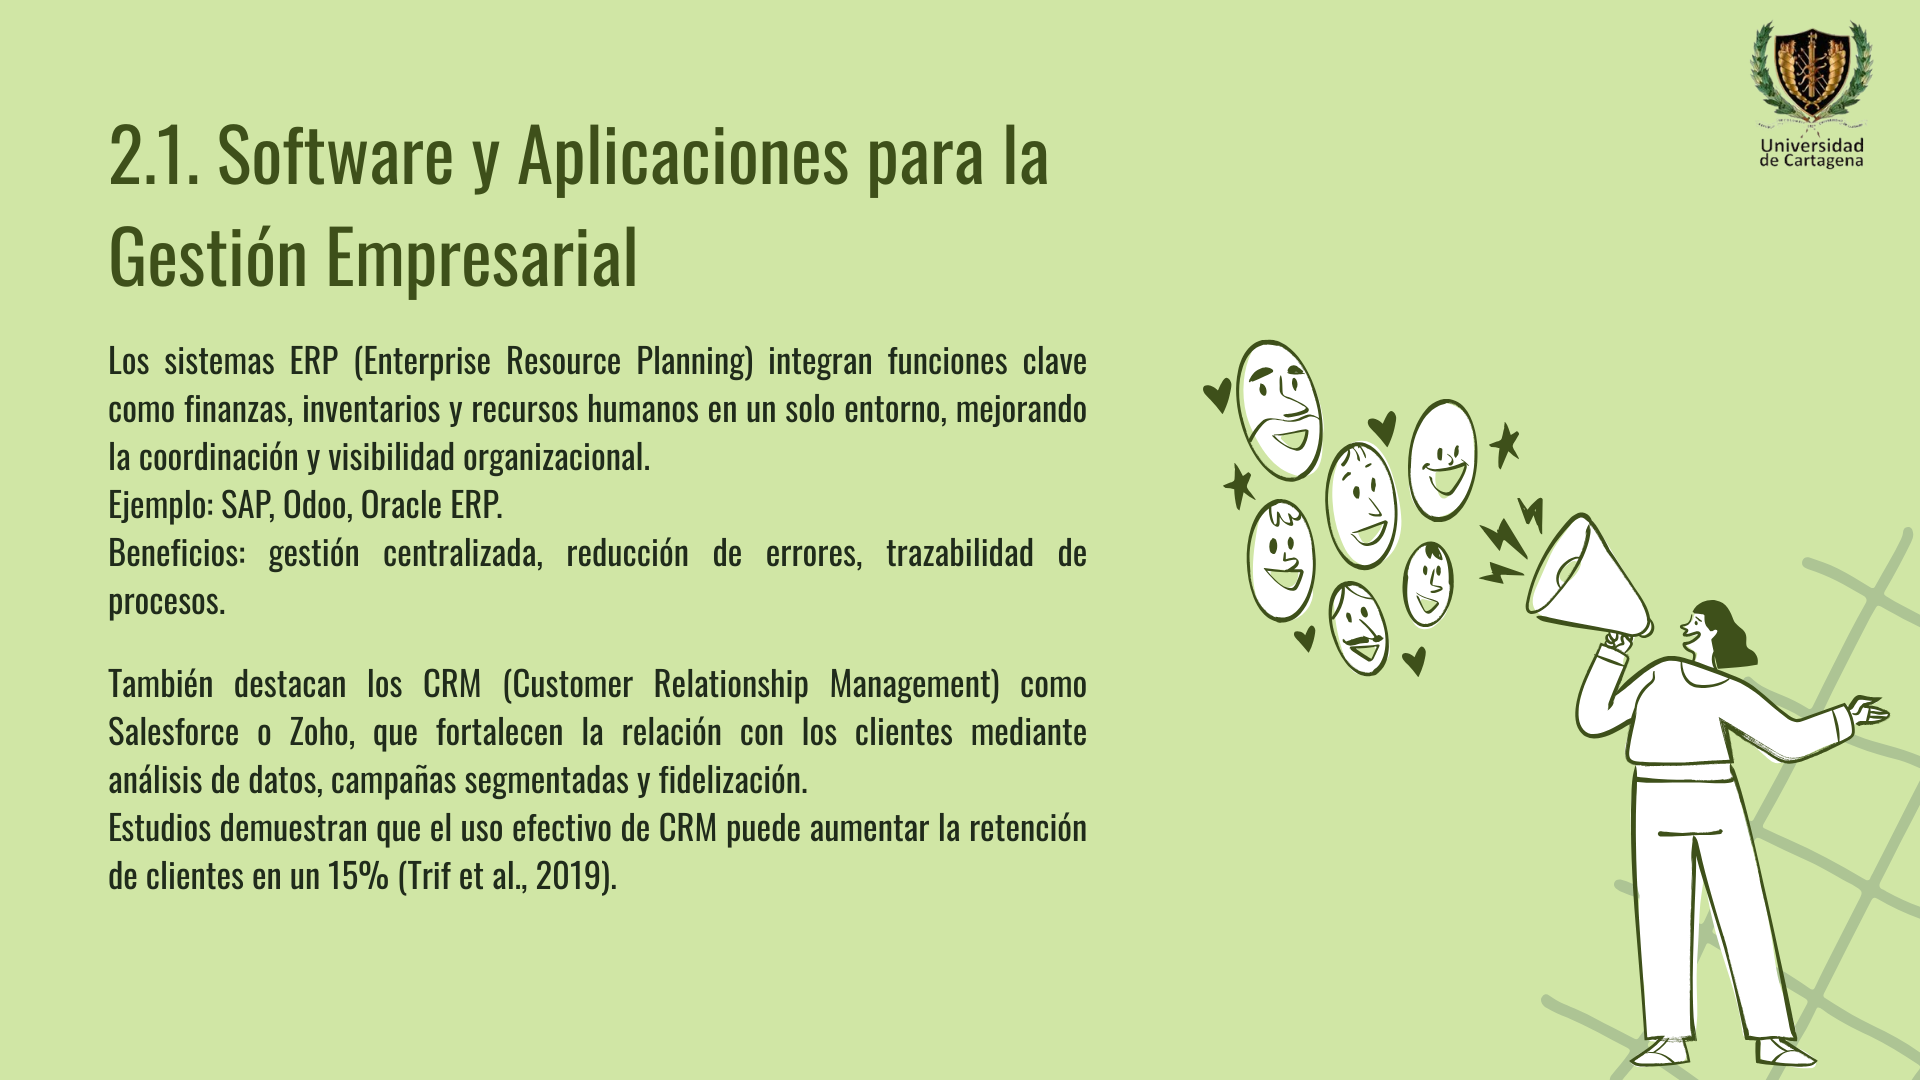 Universidad
de Cartagena
2.1. Software y Aplicaciones para la
Gestión Empresarial
Los sistemas ERP (Enterprise Resource Planning) integran funciones clave
como finanzas, inventarios y recursos humanos en un solo entorno, mejorando
la coordinación y visibilidad organizacional.
Ejemplo: SAP, Odoo, Oracle ERP.
Beneficios: gestión centralizada, reducción de errores, trazabilidad de
procesos.
También destacan los CRM (Customer Relationship Management) como
Salesforce o Zoho, que fortalecen la relación con los clientes mediante
análisis de datos, campañas segmentadas y fidelización.
Estudios demuestran que el uso efectivo de CRM puede aumentar la retención
de clientes en un 15% (Trif et al., 2019).